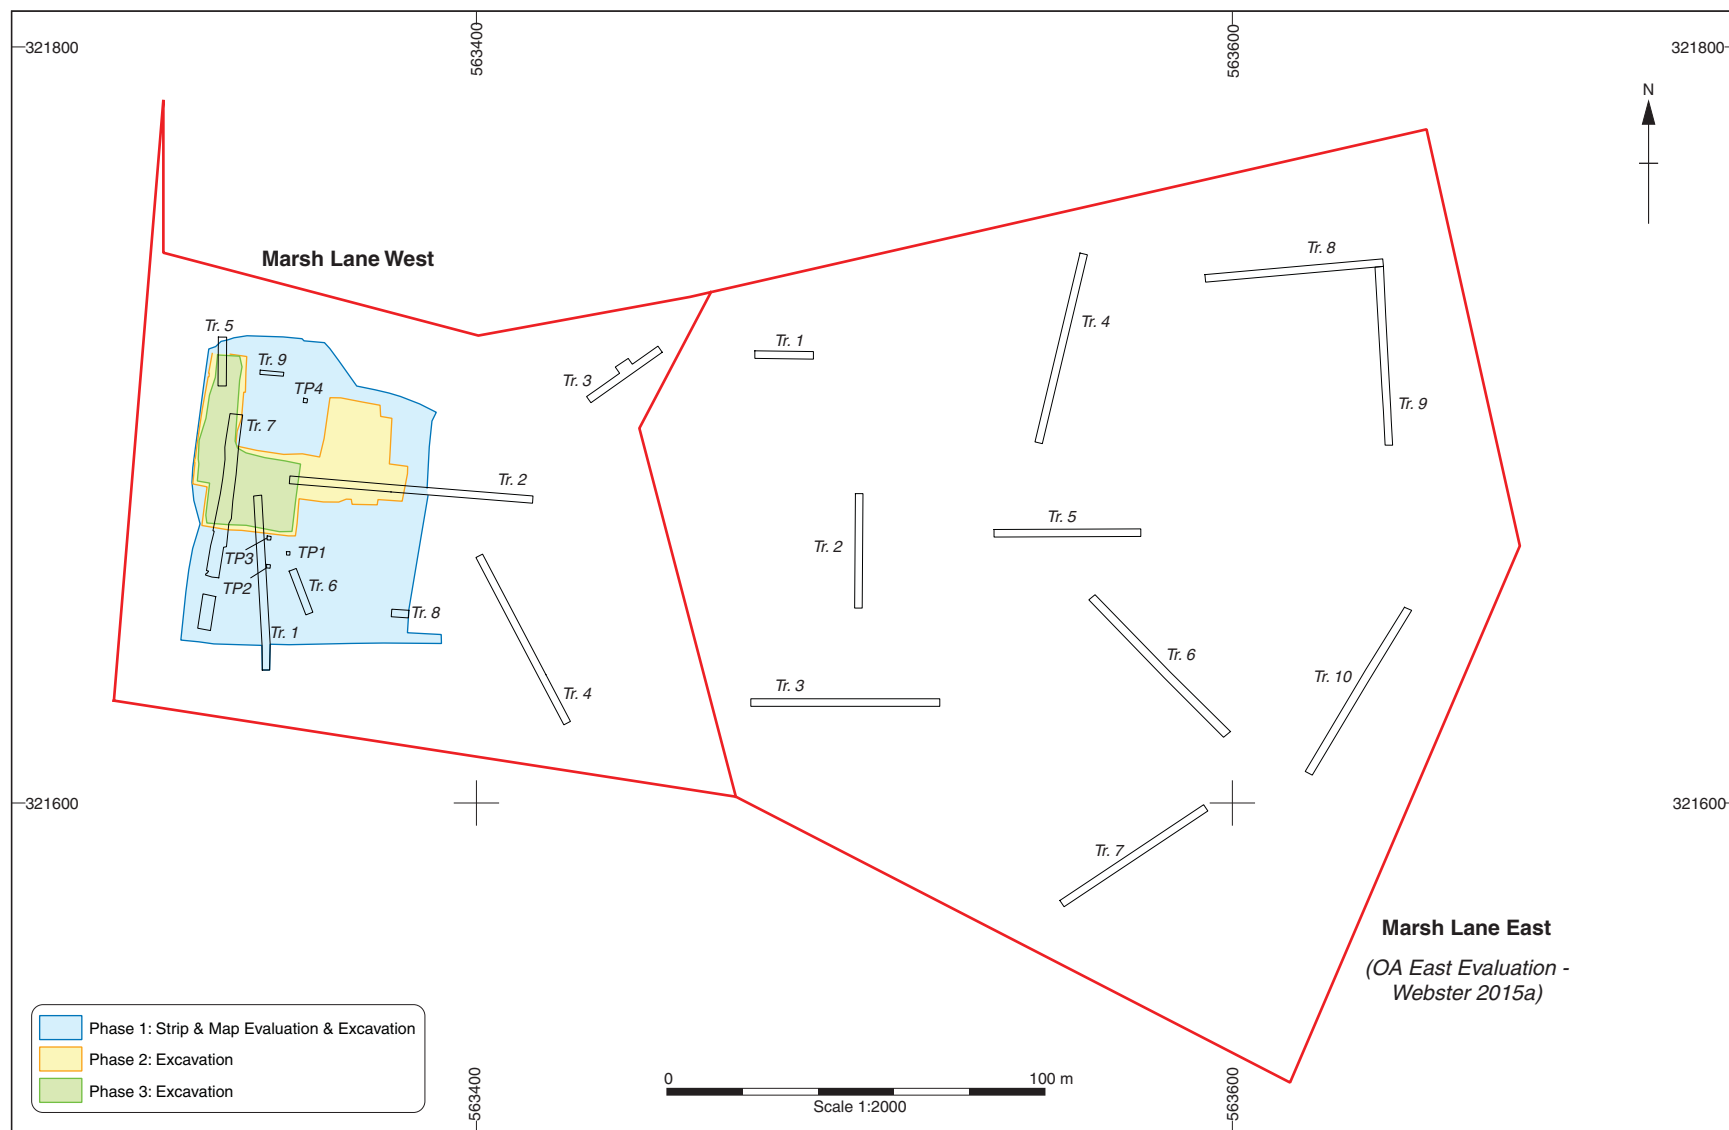 563400
563600
321800
321800
N
Marsh Lane West
Tr. 5
Tr. 9
TP4
Tr. 7
Tr. 3
Tr. 2
TP3
TP1
TP2
Tr. 6
Tr. 8
Tr. 1
Tr. 4
Tr. 1
Tr. 4
Tr. 8
Tr. 9
Tr. 2
Tr. 5
Tr. 3
Tr. 6
Tr. 10
Tr. 7
321600
321600
Marsh Lane East
(OA East Evaluation -
Webster 2015a)
Phase 1: Strip & Map Evaluation & Excavation
Phase 2: Excavation
Phase 3: Excavation
0
100 m
Scale 1:2000
563400
563600